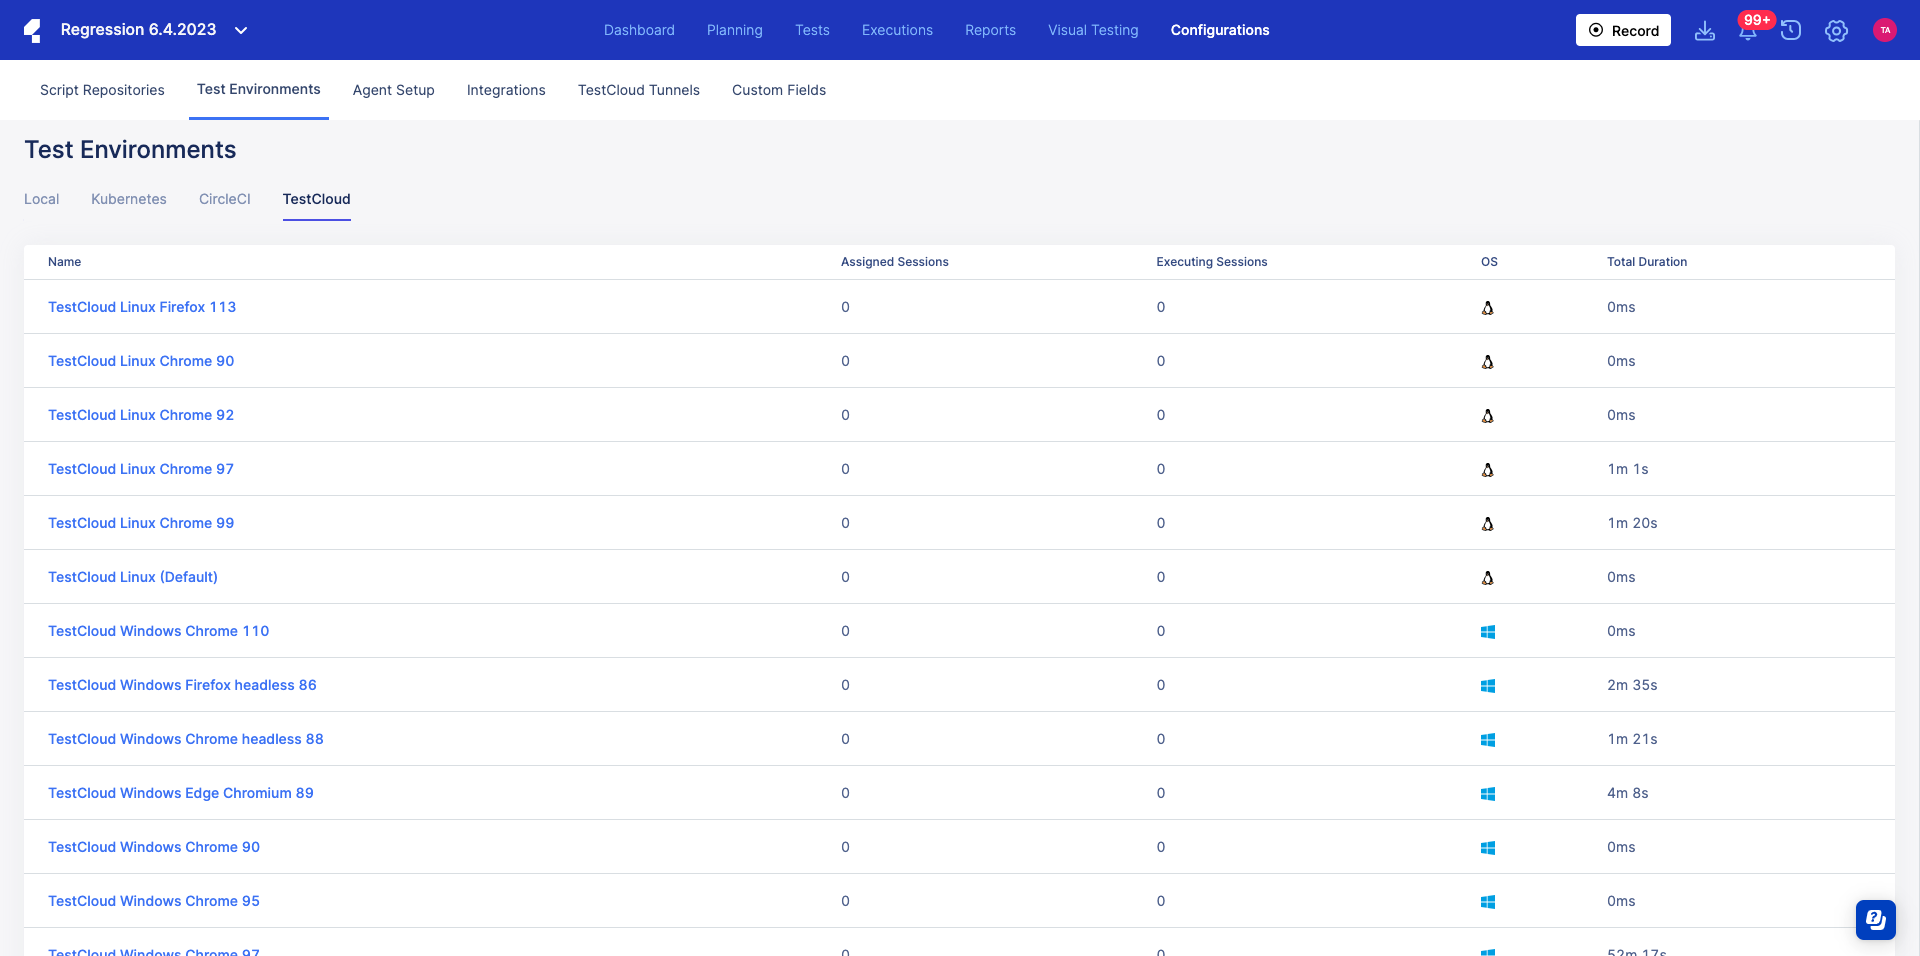 Regression 6.4.2023
Dashboard Planning Tests Executions Reports Visual Testing Configurations
Record
99+
TA
Script Repositories Test Environments Agent Setup Integrations TestCloud Tunnels Custom Fields
Test Environments
Local Kubernetes CircleCI TestCloud
Name Assigned Sessions Executing Sessions OS Total Duration
TestCloud Linux Firefox 113 0 0 0ms
TestCloud Linux Chrome 90 0 0 0ms
TestCloud Linux Chrome 92 0 0 0ms
TestCloud Linux Chrome 97 0 0 1m 1s
TestCloud Linux Chrome 99 0 0 1m 20s
TestCloud Linux (Default) 0 0 0ms
TestCloud Windows Chrome 110 0 0 0ms
TestCloud Windows Firefox headless 86 0 0 2m 35s
TestCloud Windows Chrome headless 88 0 0 1m 21s
TestCloud Windows Edge Chromium 89 0 0 4m 8s
TestCloud Windows Chrome 90 0 0 0ms
TestCloud Windows Chrome 95 0 0 0ms
TestCloud Windows Chrome 97 0 0 52m 17s